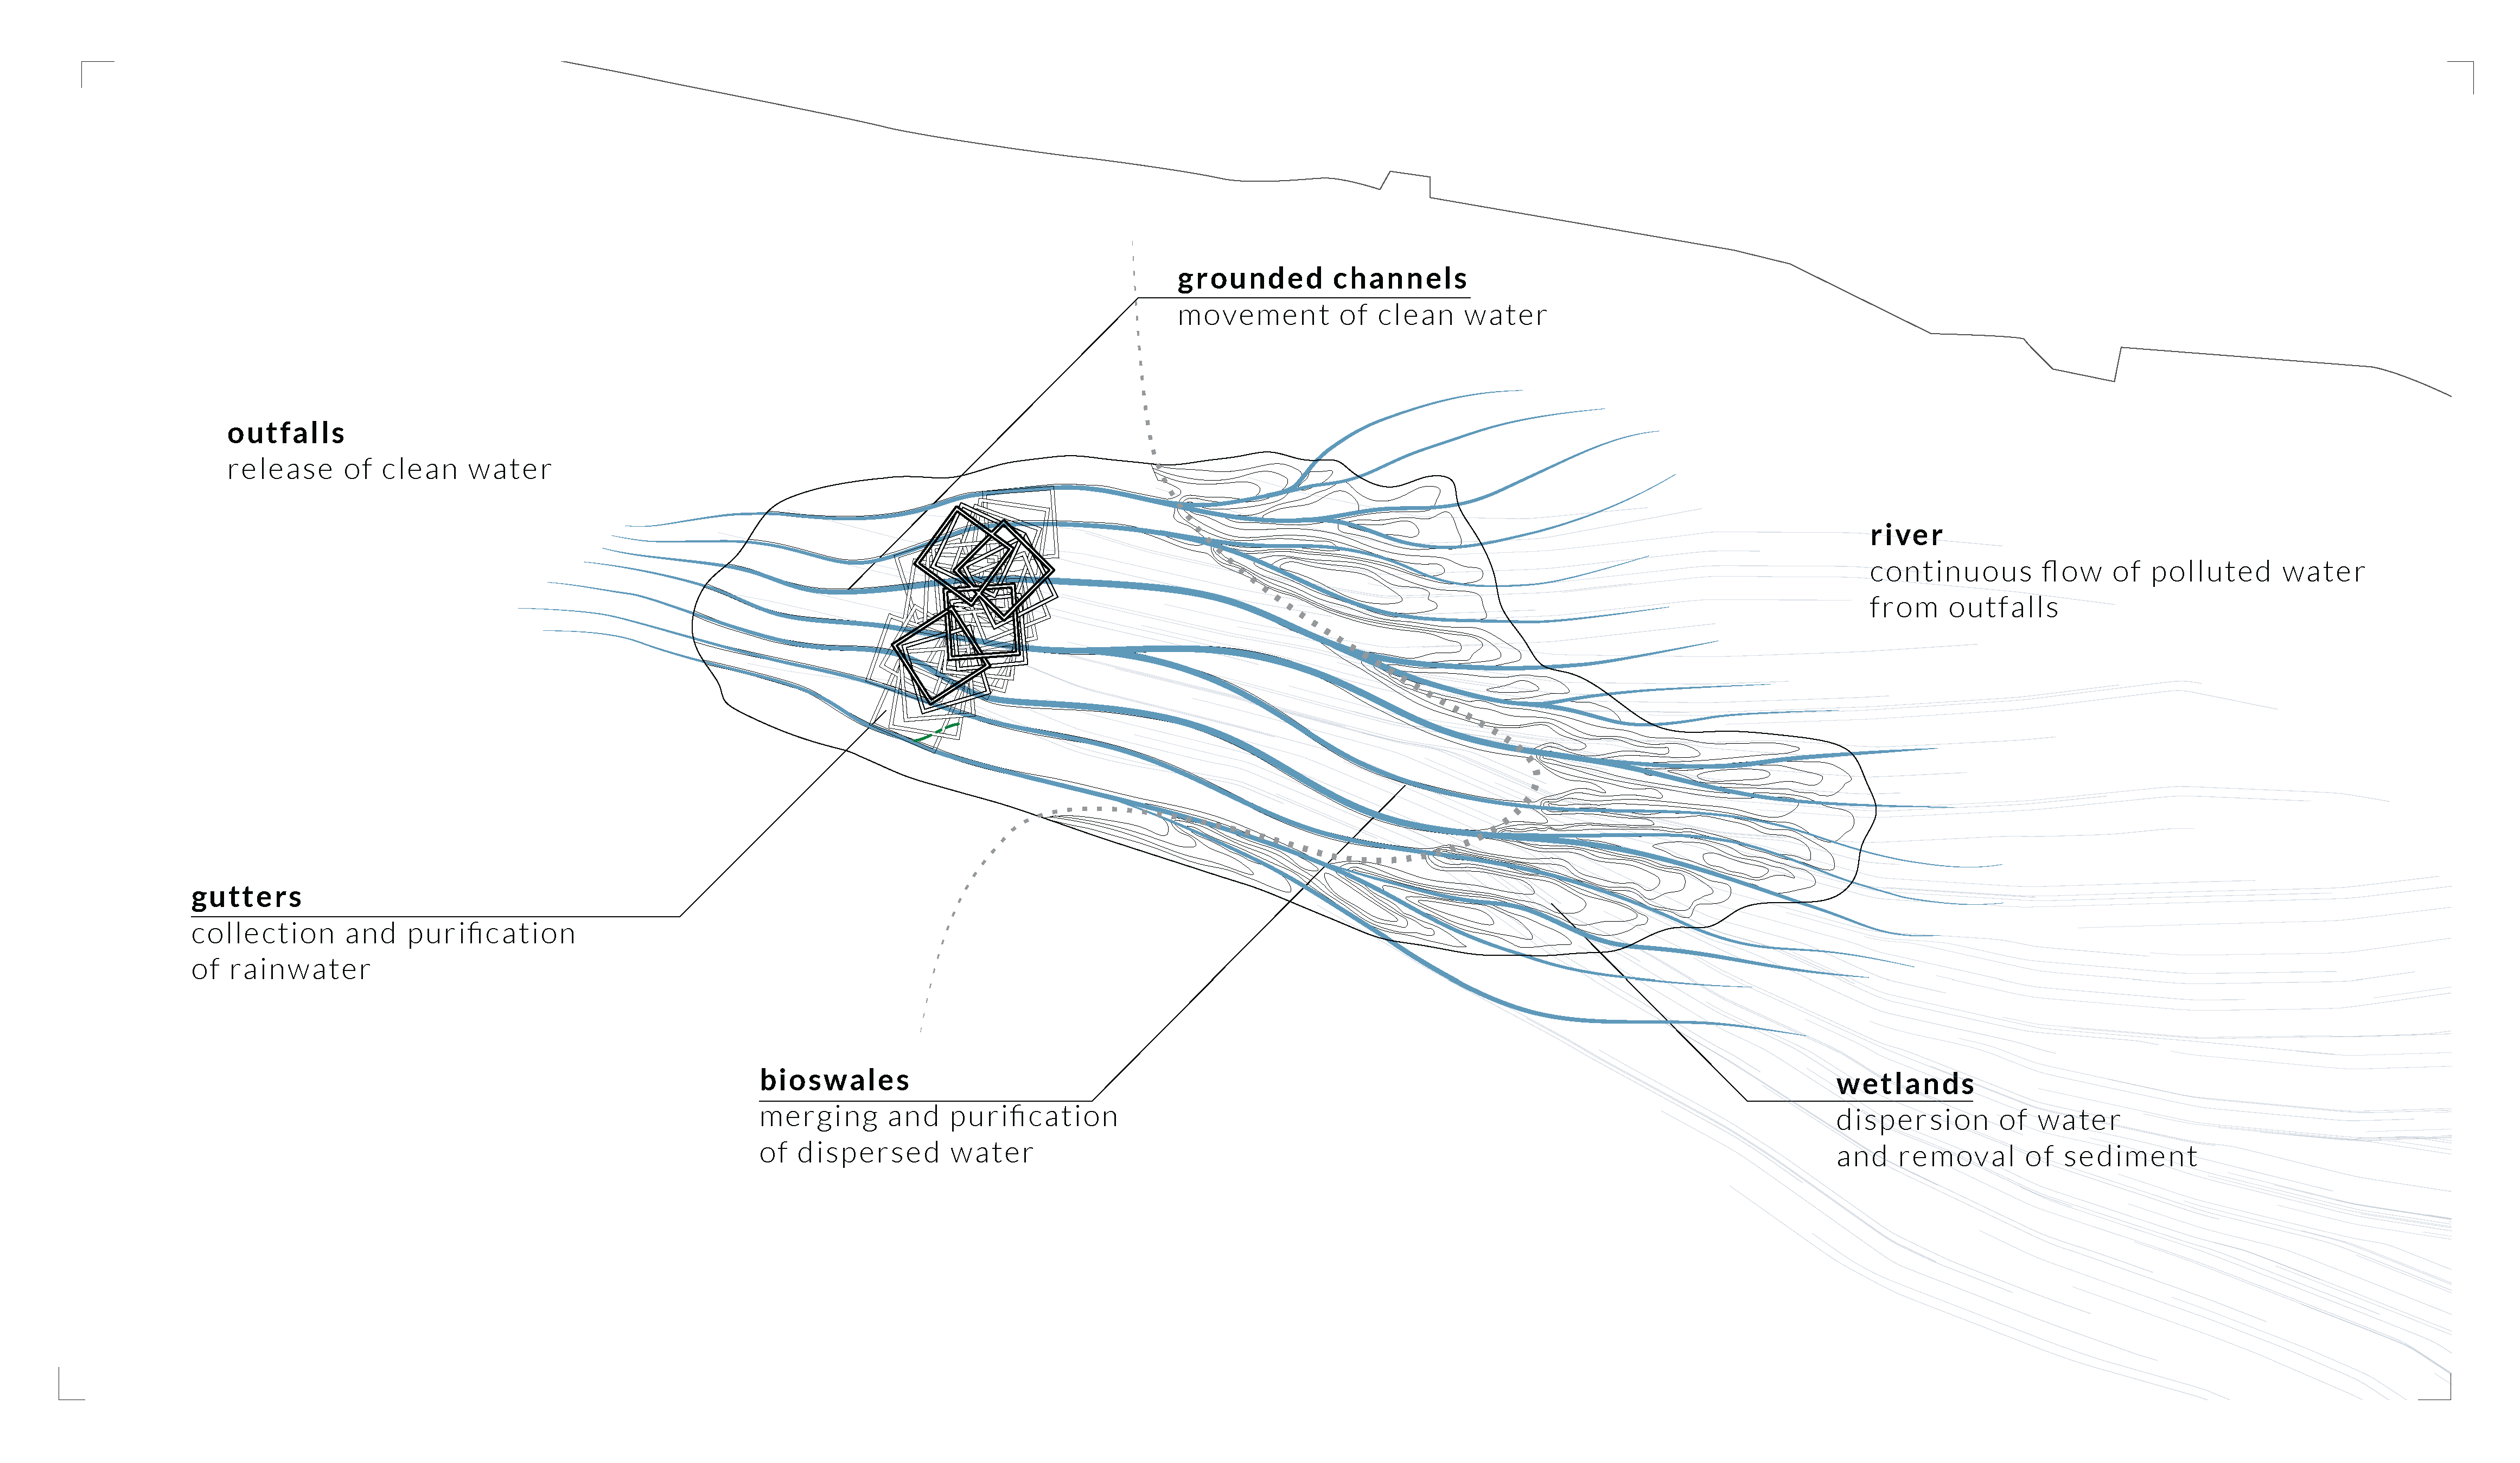 grounded channels
movement of clean water
outfalls
release of clean water
river
continuous flow of polluted water
from outfalls
gutters
collection and purification
of rainwater
bioswales
merging and purification
of dispersed water
wetlands
dispersion of water
and removal of sediment